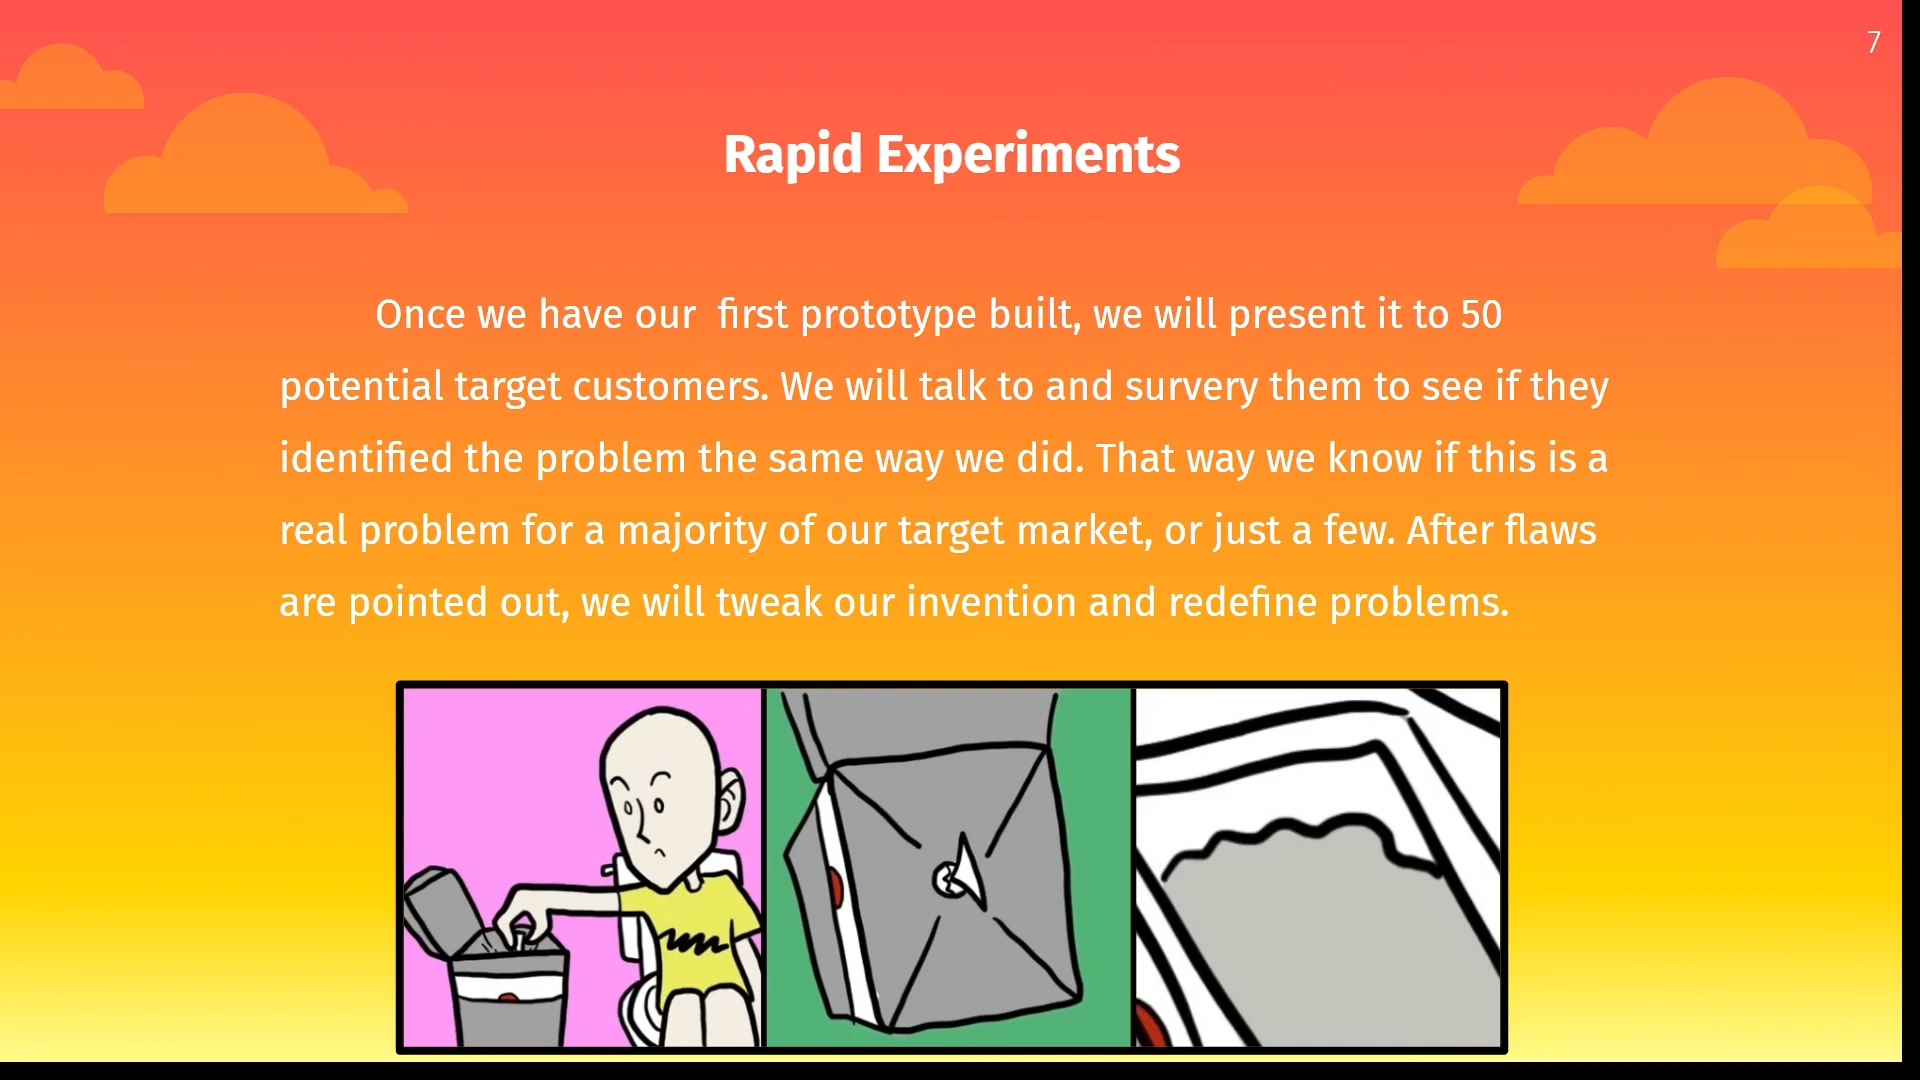 7
Rapid Experiments
Once we have our  first prototype built, we will present it to 50
potential target customers. We will talk to and survery them to see if they
identified the problem the same way we did. That way we know if this is a
real problem for a majority of our target market, or just a few. After flaws
are pointed out, we will tweak our invention and redefine problems.